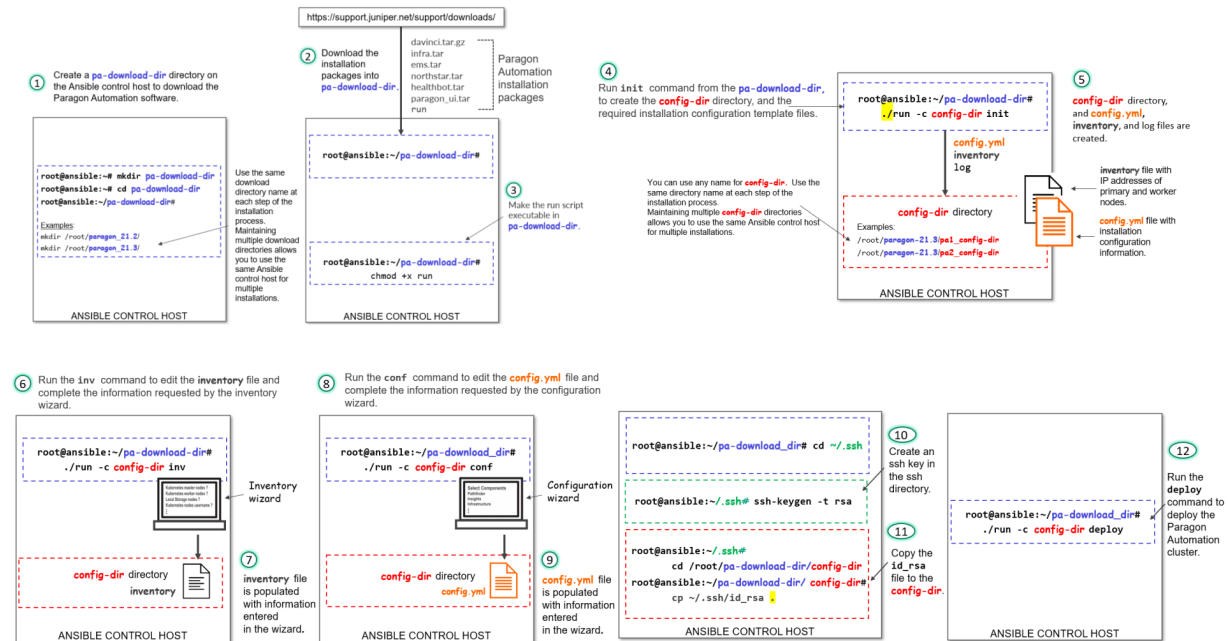 https://support.juniper.net/support/downloads/
1
Create a pa-download-dir directory on
the Ansible control host to download the
Paragon Automation software.
root@ansible:~# mkdir pa-download-dir
root@ansible:~# cd pa-download-dir
root@ansible:~/pa-download-dir#
Examples:
mkdir /root/paragon_21.2/
mkdir /root/paragon_21.3/
ANSIBLE CONTROL HOST
Use the same
download
directory name at
each step of the
installation
process.
Maintaining
multiple download
directories allows
you to use the
same Ansible
control host for
multiple
installations.
2
Download the
installation
packages into
pa-download-dir.
davinci.tar.gz
infra.tar
ems.tar
northstar.tar
healthbot.tar
paragon_ui.tar
run
Paragon
Automation
installation
packages
root@ansible:~/pa-download-dir#
3
Make the run script
executable in
pa-download-dir.
root@ansible:~/pa-download-dir#
chmod +x run
ANSIBLE CONTROL HOST
4
Run init command from the pa-download-dir,
to create the config-dir directory, and the
required installation configuration template files.
root@ansible:~/pa-download-dir#
./run -c config-dir init
config.yml
inventory
log
5
config-dir directory,
and config.yml,
inventory, and log files are
created.
inventory file with
IP addresses of
primary and worker
nodes.
config.yml file with
installation
configuration
information.
You can use any name for config-dir. Use the
same directory name at each step of the
installation process.
Maintaining multiple config-dir directories
allows you to use the same Ansible control host
for multiple installations.
config-dir directory
Examples:
/root/paragon-21.3/pa1_config-dir
/root/paragon-21.3/pa2_config-dir
ANSIBLE CONTROL HOST
6
Run the inv command to edit the inventory file and
complete the information requested by the inventory
wizard.
root@ansible:~/pa-download-dir#
./run -c config-dir inv
Kubernetes master nodes ?
Kubernetes worker nodes ?
Local Storage nodes ?
Kubernetes nodes username ?
Inventory
wizard
config-dir directory
inventory
7
inventory file
is populated
with information
entered
in the wizard.
ANSIBLE CONTROL HOST
8
Run the conf command to edit the config.yml file and
complete the information requested by the configuration
wizard.
root@ansible:~/pa-download_dir#
./run -c config-dir conf
Select Components
Pathfinder
Insights
Infrastructure
Configuration
wizard
config-dir directory
config.yml
9
config.yml file
is populated
with information
entered
in the wizard.
ANSIBLE CONTROL HOST
root@ansible:~/pa-download_dir# cd ~/.ssh
10
Create an
ssh key in
the ssh
directory.
root@ansible:~/.ssh# ssh-keygen -t rsa
root@ansible:~/.ssh#
cd /root/pa-download-dir/config-dir
root@ansible:~/pa-download-dir/ config-dir#
cp ~/.ssh/id_rsa .
11
Copy the
id_rsa
file to the
config-dir.
ANSIBLE CONTROL HOST
12
Run the
deploy
command to
deploy the
Paragon
Automation
cluster.
root@ansible:~/pa-download_dir#
./run -c config-dir deploy
ANSIBLE CONTROL HOST